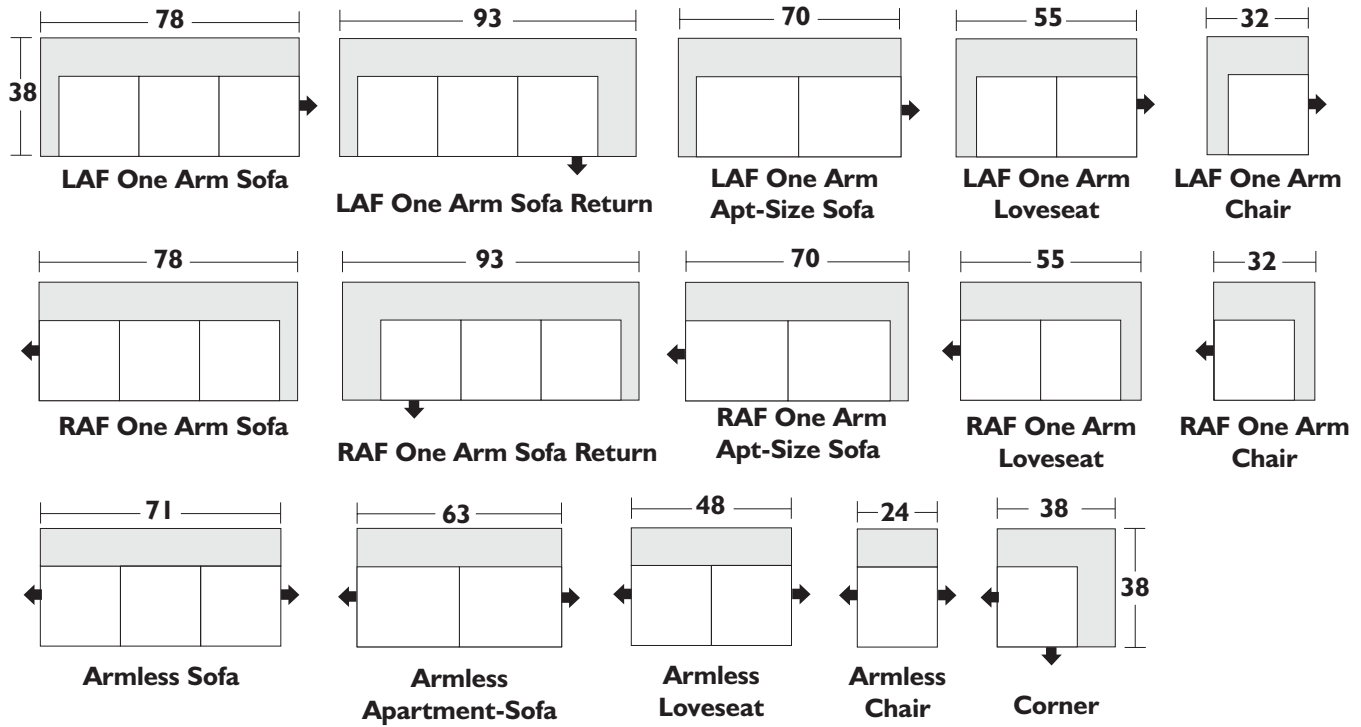 78 93 70 55 32
38
LAF One Arm Sofa
LAF One Arm Sofa Return
LAF One Arm
Apt-Size Sofa
LAF One Arm
Loveseat
LAF One Arm
Chair
78 93 70 55 32
RAF One Arm Sofa
RAF One Arm Sofa Return
RAF One Arm
Apt-Size Sofa
RAF One Arm
Loveseat
RAF One Arm
Chair
71 63 48 24 38
38
Armless Sofa
Armless
Apartment-Sofa
Armless
Loveseat
Armless
Chair
Corner